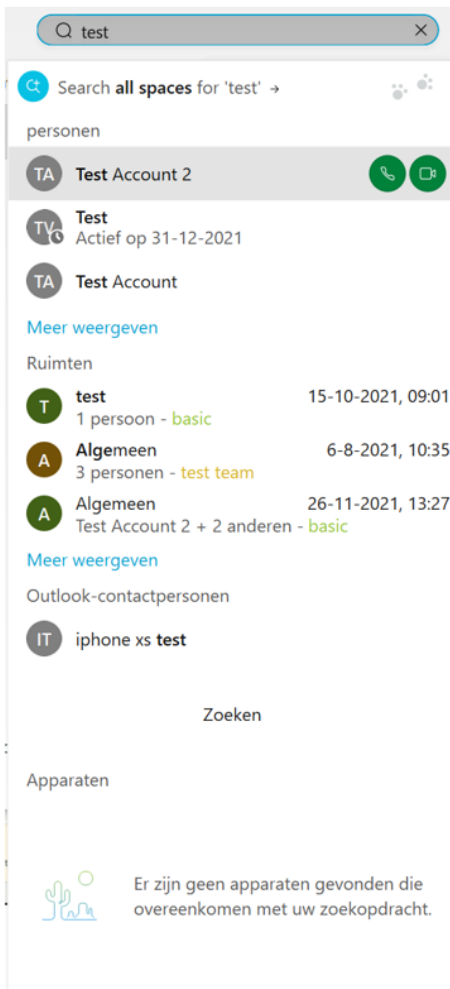 test
Search all spaces for 'test' →
personen
TA Test Account 2
TV Test
Actief op 31-12-2021
TA Test Account
Meer weergeven
Ruimten
T test 15-10-2021, 09:01
1 persoon - basic
A Algemeen 6-8-2021, 10:35
3 personen - test team
A Algemeen 26-11-2021, 13:27
Test Account 2 + 2 anderen - basic
Meer weergeven
Outlook-contactpersonen
IT iphone xs test
Zoeken
Apparaten
Er zijn geen apparaten gevonden die
overeenkomen met uw zoekopdracht.